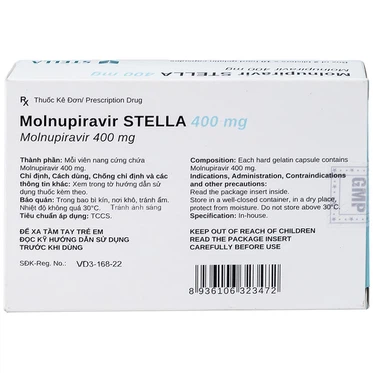 STELLA
Molnupiravir STELLA 400 mg
Rx Thuốc Kê Đơn/ Prescription Drug
Molnupiravir STELLA 400 mg
Molnupiravir 400 mg
Thành phần: Mỗi viên nang cứng chứa
Molnupiravir 400 mg.
Chỉ định, Cách dùng, Chống chỉ định và các
thông tin khác: Xem trong tờ hướng dẫn sử
dụng thuốc kèm theo.
Bảo quản: Trong bao bì kín, nơi khô, tránh ẩm.
Nhiệt độ không quá 30°C. Tránh ánh sáng
Tiêu chuẩn áp dụng: TCCS.
ĐỂ XA TẦM TAY TRẺ EM
ĐỌC KỸ HƯỚNG DẪN SỬ DỤNG
TRƯỚC KHI DÙNG
SĐK-Reg. No.: VD3-168-22
Composition: Each hard gelatin capsule contains
Molnupiravir 400 mg.
Indications, Administration, Contraindications
and other precautions:
Read the package insert inside.
Store in a well-closed container, in a dry place,
protect from moisture. Do not store above 30°C.
Specification: In-house.
KEEP OUT OF REACH OF CHILDREN
READ THE PACKAGE INSERT
CAREFULLY BEFORE USE
8 936106 323472
GMP